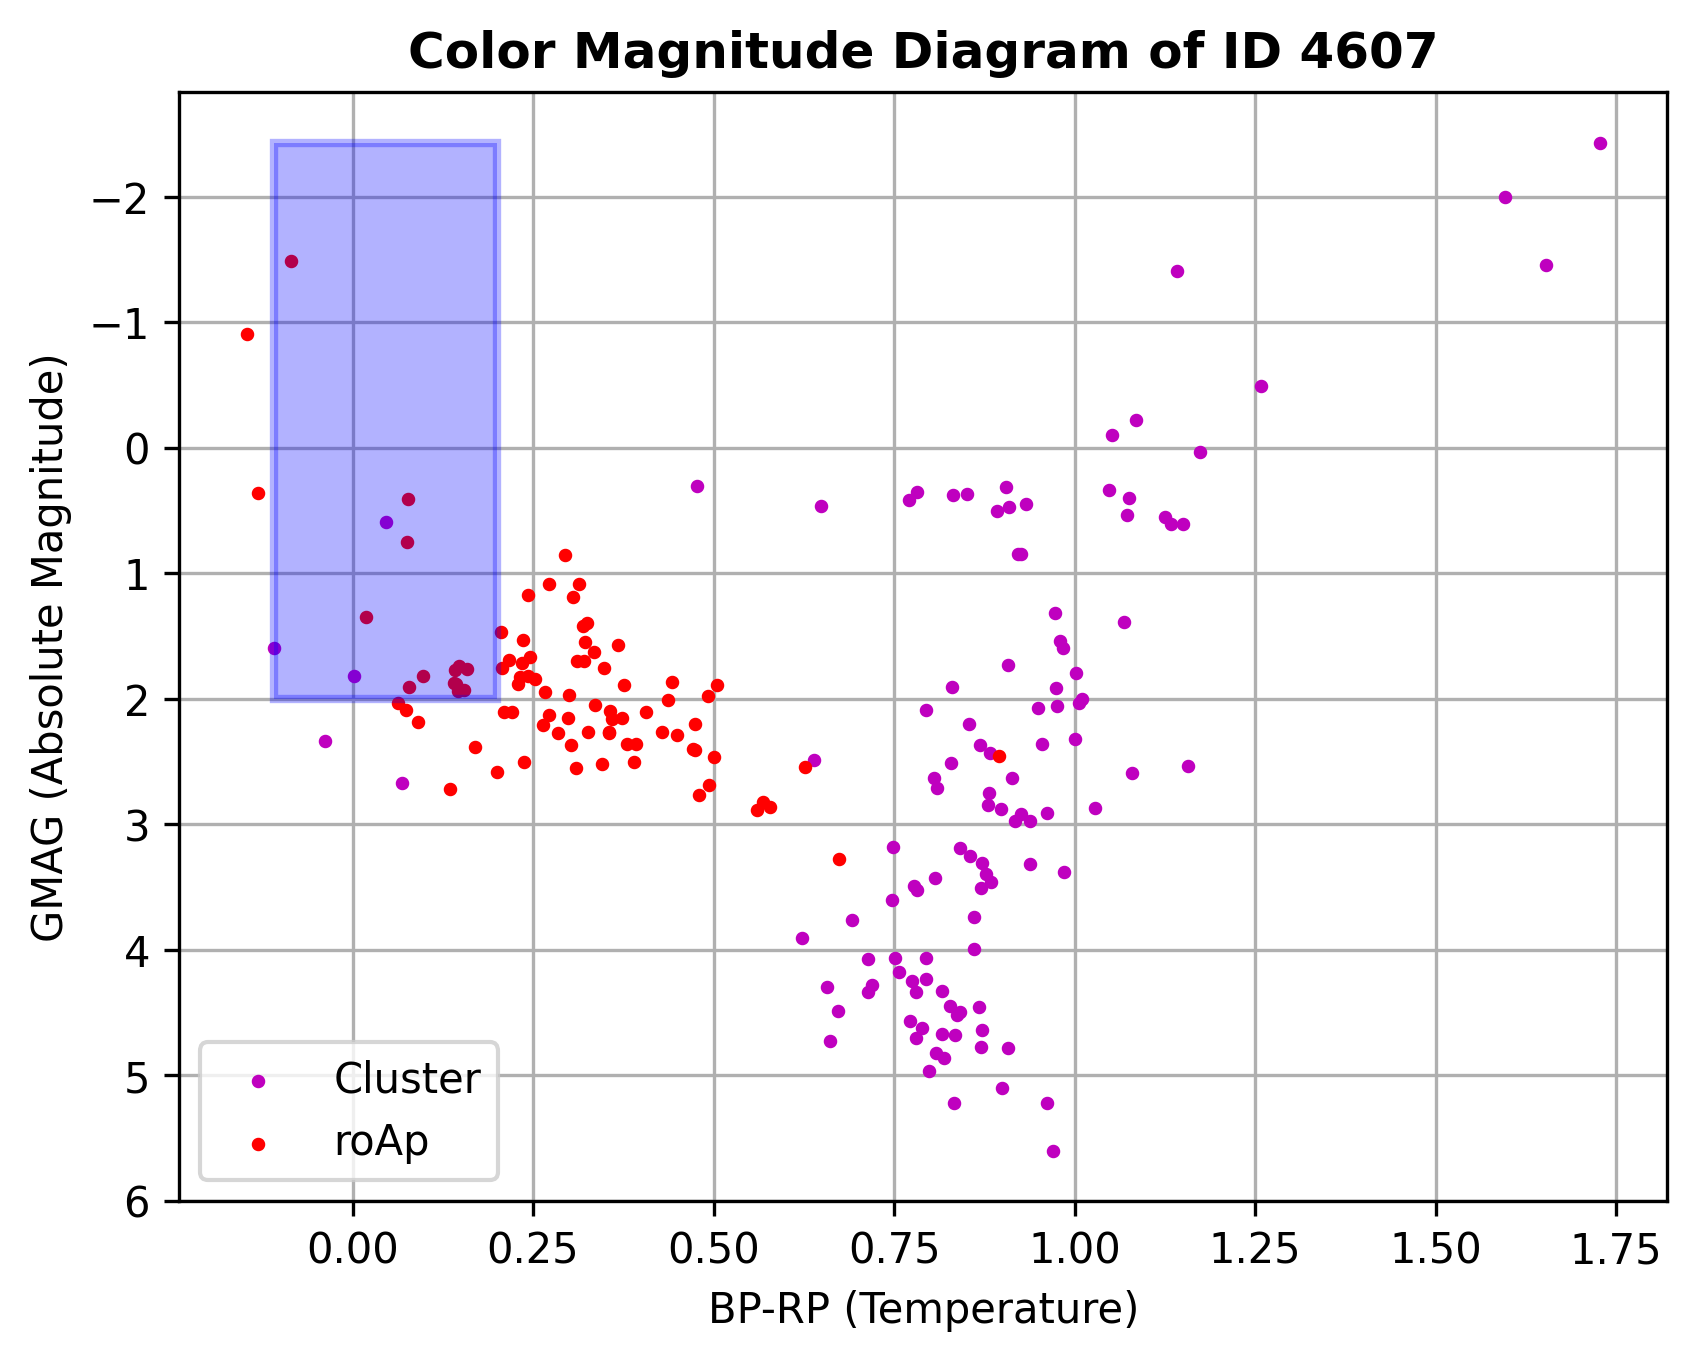 Color Magnitude Diagram of ID 4607
GMAG (Absolute Magnitude)
−2
−1
0
1
2
3
4
5
6
Cluster
roAp
0.00 0.25 0.50 0.75 1.00 1.25 1.50 1.75
BP-RP (Temperature)